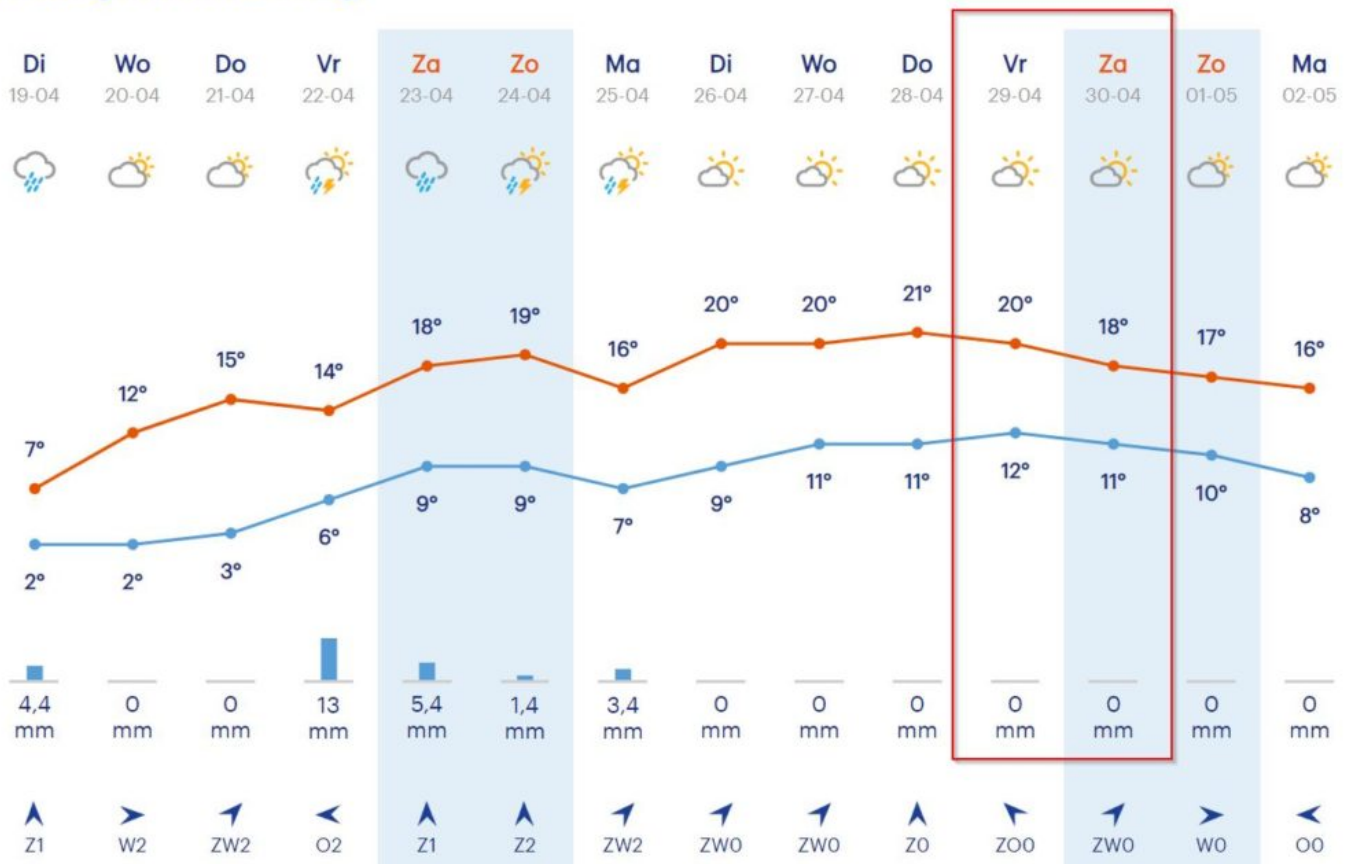 Di Wo Do Vr Za Zo Ma Di Wo Do Vr Za Zo Ma
19-04 20-04 21-04 22-04 23-04 24-04 25-04 26-04 27-04 28-04 29-04 30-04 01-05 02-05
7° 12° 15° 14° 18° 19° 16° 20° 20° 21° 20° 18° 17° 16°
2° 2° 3° 6° 9° 9° 7° 9° 11° 11° 12° 11° 10° 8°
4,4 0 0 13 5,4 1,4 3,4 0 0 0 0 0 0 0
mm mm mm mm mm mm mm mm mm mm mm mm mm mm
Z1 W2 ZW2 O2 Z1 Z2 ZW2 ZW0 ZW0 Z0 ZO0 ZW0 W0 O0